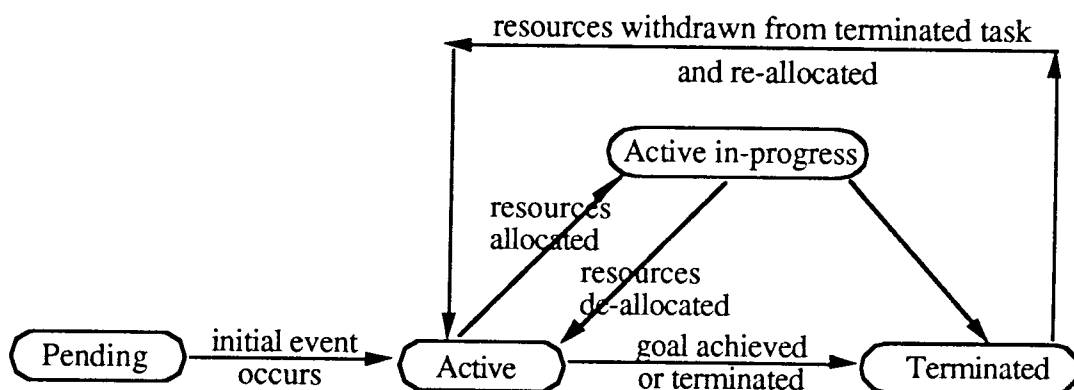 resources withdrawn from terminated task
and re-allocated
Active in-progress
resources
allocated
resources
de-allocated
Pending
initial event
occurs
Active
goal achieved
or terminated
Terminated